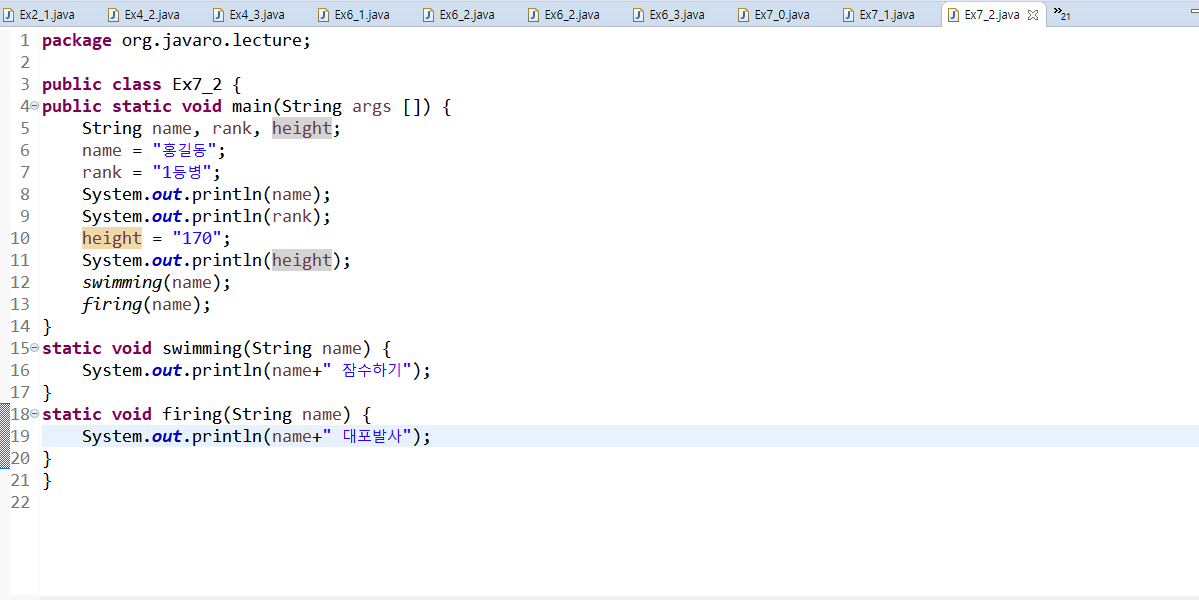 Ex2_1.java Ex4_2.java Ex4_3.java Ex6_1.java Ex6_2.java Ex6_2.java Ex6_3.java Ex7_0.java Ex7_1.java Ex7_2.java »21
1 package org.javaro.lecture;
2
3 public class Ex7_2 {
4 public static void main(String args []) {
5     String name, rank, height;
6     name = "홍길동";
7     rank = "1등병";
8     System.out.println(name);
9     System.out.println(rank);
10     height = "170";
11     System.out.println(height);
12     swimming(name);
13     firing(name);
14 }
15 static void swimming(String name) {
16     System.out.println(name+" 잠수하기");
17 }
18 static void firing(String name) {
19     System.out.println(name+" 대포발사");
20 }
21 }
22